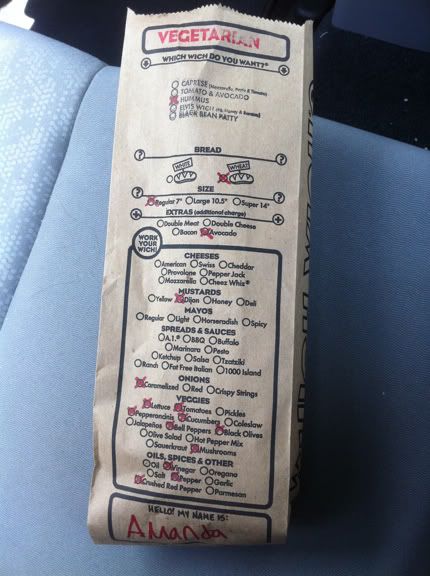 VEGETARIAN
WHICH WICH DO YOU WANT?®
CAPRESE (Mozzarella, Pesto & Tomato)
TOMATO & AVOCADO
HUMMUS
ELVIS WICH (PB, Honey & Banana)
BLACK BEAN PATTY
BREAD
WHITE WHEAT
SIZE
Regular 7" Large 10.5" Super 14"
EXTRAS (additional charge)
Double Meat Double Cheese
Bacon Avocado
WORK YOUR WICH!
CHEESES
American Swiss Cheddar
Provolone Pepper Jack
Mozzarella Cheez Whiz®
MUSTARDS
Yellow Dijon Honey Deli
MAYOS
Regular Light Horseradish Spicy
SPREADS & SAUCES
A.1.® BBQ Buffalo
Marinara Pesto
Ketchup Salsa Tzatziki
Ranch Fat Free Italian 1000 Island
ONIONS
Caramelized Red Crispy Strings
VEGGIES
Lettuce Tomatoes Pickles
Pepperoncinis Cucumbers Coleslaw
Jalapeños Bell Peppers Black Olives
Olive Salad Hot Pepper Mix
Sauerkraut Mushrooms
OILS, SPICES & OTHER
Oil Vinegar Oregano
Salt Pepper Garlic
Crushed Red Pepper Parmesan
HELLO! MY NAME IS:
Amanda